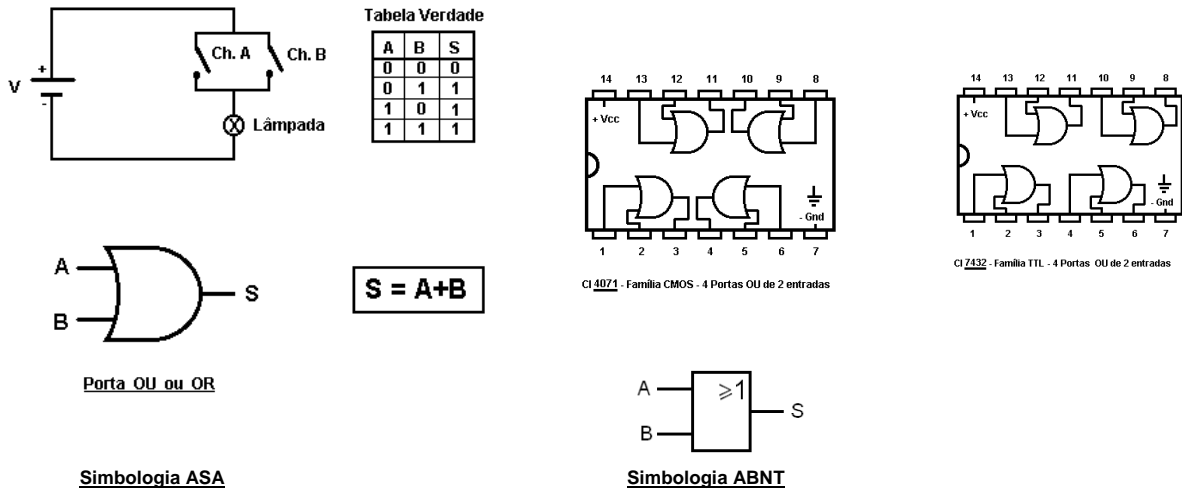 Tabela Verdade
A B S
0 0 0
0 1 1
1 0 1
1 1 1
+
V
-
Ch. A
Ch. B
Lâmpada
A
B
S
S = A+B
Porta OU ou OR
Simbologia ASA
14 13 12 11 10 9 8
+ Vcc
- Gnd
1 2 3 4 5 6 7
CI 4071 - Família CMOS - 4 Portas OU de 2 entradas
14 13 12 11 10 9 8
+ Vcc
- Gnd
1 2 3 4 5 6 7
CI 7432 - Família TTL - 4 Portas OU de 2 entradas
A
B
⩾1
S
Simbologia ABNT